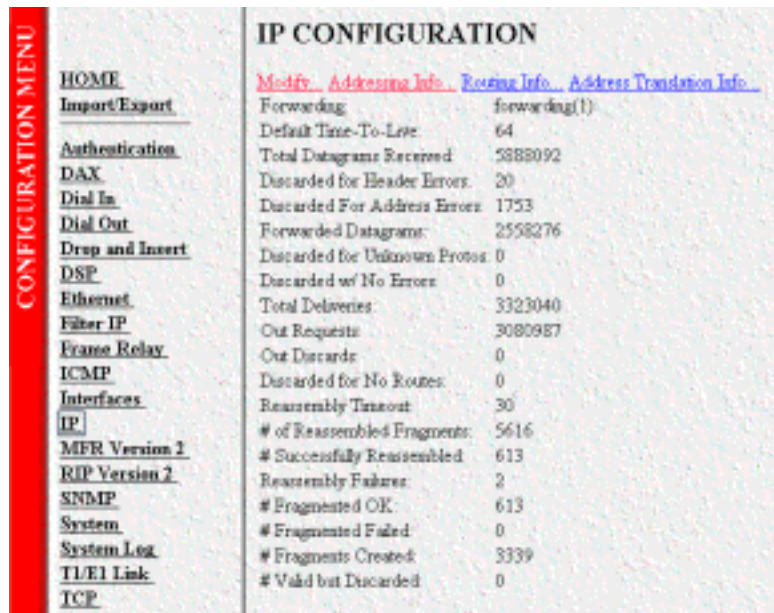 CONFIGURATION MENU
HOME
Import/Export
Authentication
DAX
Dial In
Dial Out
Drop and Insert
DSP
Ethernet
Filter IP
Frame Relay
ICMP
Interfaces
IP
MFR Version 2
RIP Version 2
SNMP
System
System Log
T1/E1 Link
TCP
IP CONFIGURATION
Modify... Addressing Info... Routing Info... Address Translation Info...
Forwarding: forwarding(1)
Default Time-To-Live: 64
Total Datagrams Received: 5888092
Discarded for Header Errors: 20
Discarded For Address Errors: 1753
Forwarded Datagrams: 2558276
Discarded for Unknown Protos: 0
Discarded w/ No Errors: 0
Total Deliveries: 3323040
Out Requests: 3080987
Out Discards: 0
Discarded for No Routes: 0
Reassembly Timeout: 30
# of Reassembled Fragments: 5616
# Successfully Reassembled: 613
Reassembly Failures: 2
# Fragmented OK: 613
# Fragmented Failed: 0
# Fragments Created: 3339
# Valid but Discarded: 0